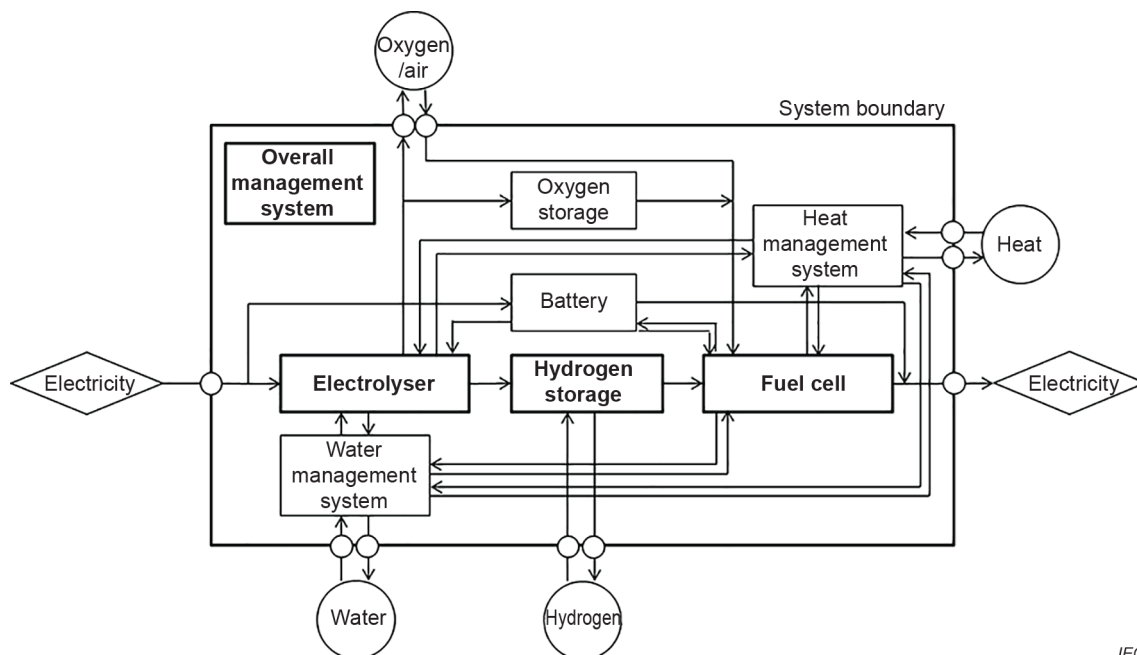 Oxygen
/air
System boundary
Overall
management
system
Oxygen
storage
Heat
management
system
Heat
Battery
Electricity
Electrolyser
Hydrogen
storage
Fuel cell
Electricity
Water
management
system
Water
Hydrogen